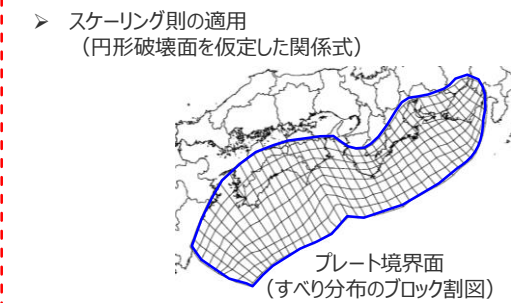 ➢ スケーリング則の適用
（円形破壊面を仮定した関係式）
プレート境界面
（すべり分布のブロック割図）